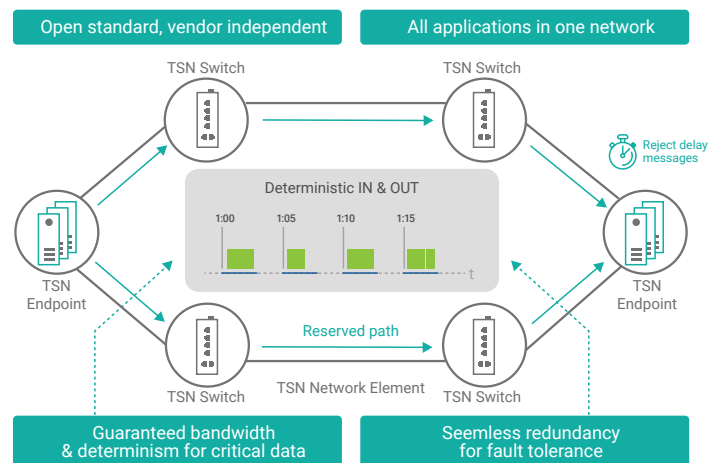 Open standard, vendor independent
All applications in one network
TSN Switch
TSN Switch
Reject delay
messages
Deterministic IN & OUT
1:00
1:05
1:10
1:15
t
TSN
Endpoint
TSN
Endpoint
Reserved path
TSN Switch
TSN Network Element
TSN Switch
Guaranteed bandwidth
& determinism for critical data
Seemless redundancy
for fault tolerance